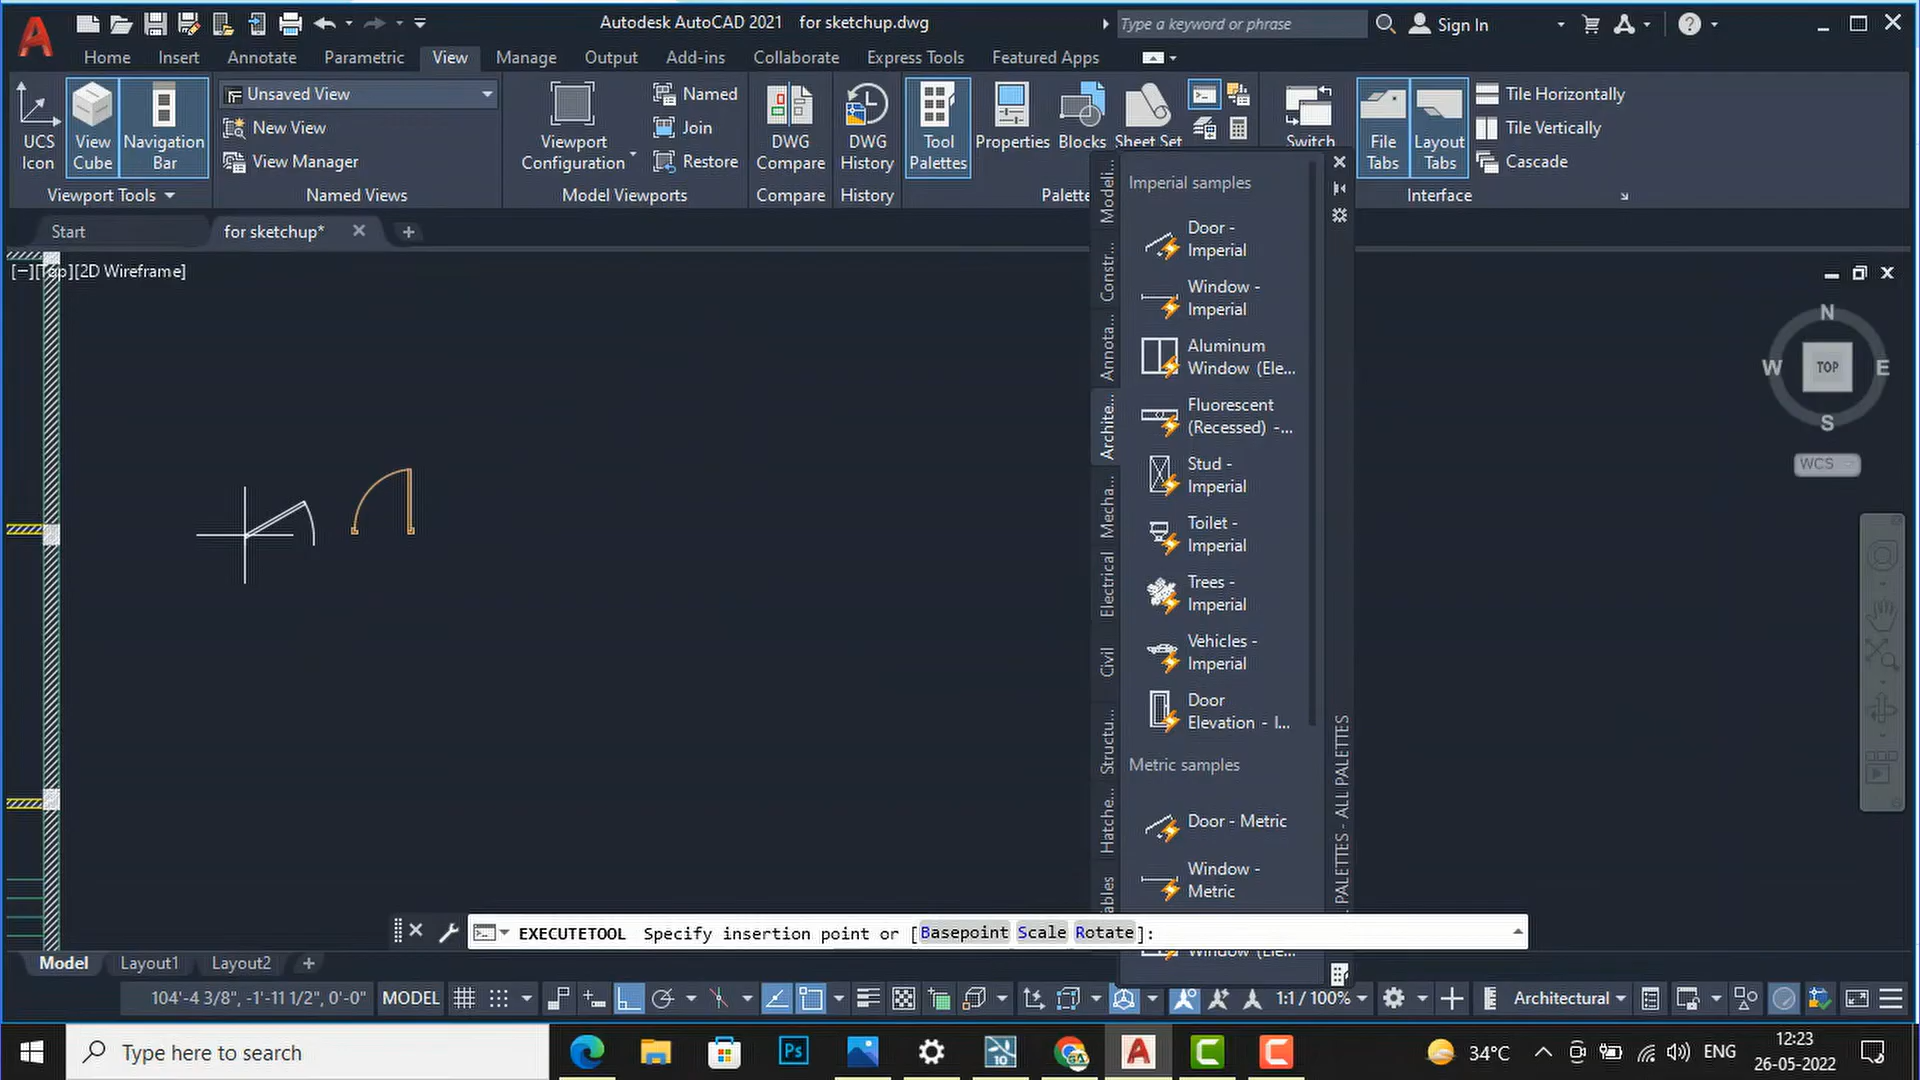 Autodesk AutoCAD 2021 for sketchup.dwg
Type a keyword or phrase
Sign In
Home Insert Annotate Parametric View Manage Output Add-ins Collaborate Express Tools Featured Apps
UCS Icon
View Cube
Navigation Bar
Viewport Tools
Unsaved View
New View
View Manager
Named Views
Viewport Configuration
Named
Join
Restore
Model Viewports
DWG Compare
Compare
DWG History
History
Tool Palettes
Properties
Blocks
Sheet Set
Palette
Switch
File Tabs
Layout Tabs
Tile Horizontally
Tile Vertically
Cascade
Interface
Start
for sketchup*
[−][Top][2D Wireframe]
N
W TOP E
S
WCS
Modeli...
Constr...
Annota...
Archite...
Mecha...
Electrical
Civil
Structu...
Hatche...
ables
Imperial samples
Door -
Imperial
Window -
Imperial
Aluminum
Window (Ele...
Fluorescent
(Recessed) -...
Stud -
Imperial
Toilet -
Imperial
Trees -
Imperial
Vehicles -
Imperial
Door
Elevation - I...
Metric samples
Door - Metric
Window -
Metric
Window (Ele...
PALETTES - ALL PALETTES
EXECUTETOOL Specify insertion point or [Basepoint Scale Rotate]:
Model Layout1 Layout2
104'-4 3/8", -1'-11 1/2", 0'-0" MODEL 1:1 / 100% Architectural
Type here to search
Ps
10
34°C
ENG
12:23
26-05-2022